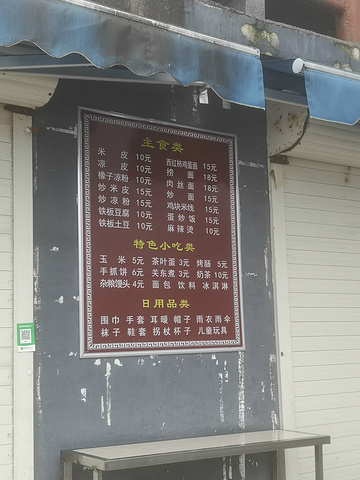 主食类
米皮 10元 西红柿鸡蛋面 15元
凉皮 10元 捞面 18元
橡子凉粉 10元 肉丝面 18元
炒米皮 15元 炒面 15元
炒凉粉 15元 鸡块米线 15元
铁板豆腐 10元 蛋炒饭 15元
铁板土豆 10元 麻辣烫 10元
特色小吃类
玉米 5元 茶叶蛋 3元 烤肠 5元
手抓饼 6元 关东煮 3元 奶茶 10元
杂粮馒头 4元 面包 饮料 冰淇淋
日用品类
围巾 手套 耳暖 帽子 雨衣雨伞
袜子 鞋套 拐杖 杯子 儿童玩具